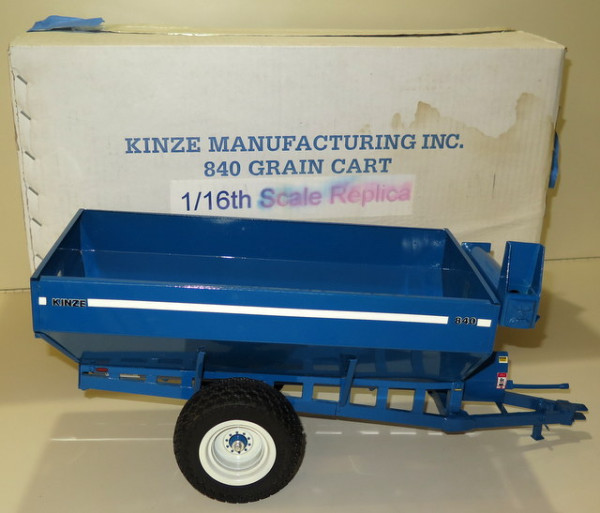 KINZE MANUFACTURING INC.
840 GRAIN CART
1/16th Scale Replica
KINZE
840